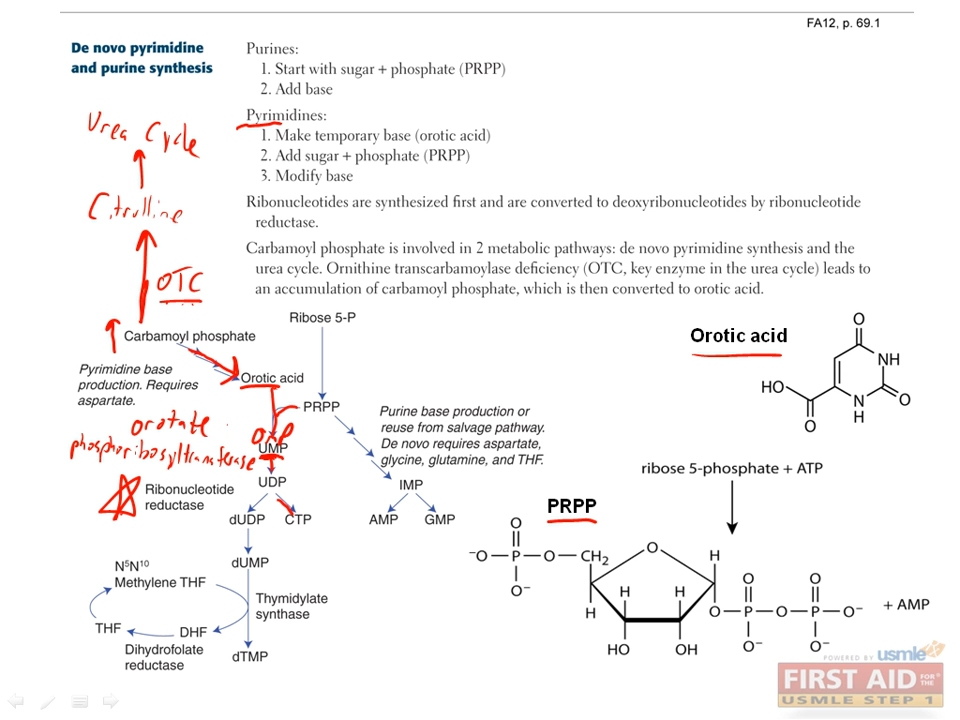 FA12, p. 69.1
De novo pyrimidine
and purine synthesis
Purines:
1. Start with sugar + phosphate (PRPP)
2. Add base
Pyrimidines:
1. Make temporary base (orotic acid)
2. Add sugar + phosphate (PRPP)
3. Modify base
Ribonucleotides are synthesized first and are converted to deoxyribonucleotides by ribonucleotide
reductase.
Carbamoyl phosphate is involved in 2 metabolic pathways: de novo pyrimidine synthesis and the
urea cycle. Ornithine transcarbamoylase deficiency (OTC, key enzyme in the urea cycle) leads to
an accumulation of carbamoyl phosphate, which is then converted to orotic acid.
Urea Cycle
Citrulline
OTC
Ribose 5-P
Carbamoyl phosphate
Pyrimidine base
production. Requires
aspartate.
Orotic acid
PRPP
orotate
phosphoribosyltransferase
OMP
UMP
UDP
Purine base production or
reuse from salvage pathway.
De novo requires aspartate,
glycine, glutamine, and THF.
Ribonucleotide
reductase
IMP
dUDP
CTP
AMP
GMP
dUMP
N5N10
Methylene THF
Thymidylate
synthase
THF
DHF
Dihydrofolate
reductase
dTMP
Orotic acid
O
NH
HO
O
N
H
O
ribose 5-phosphate + ATP
PRPP
O
⁻O
P
O
CH₂
O
H
O⁻
H
H
H
HO
OH
O
O
O
P
O
P
O⁻
O⁻
O⁻
+ AMP
POWERED BY usmle
FIRST AID FOR THE
USMLE STEP 1